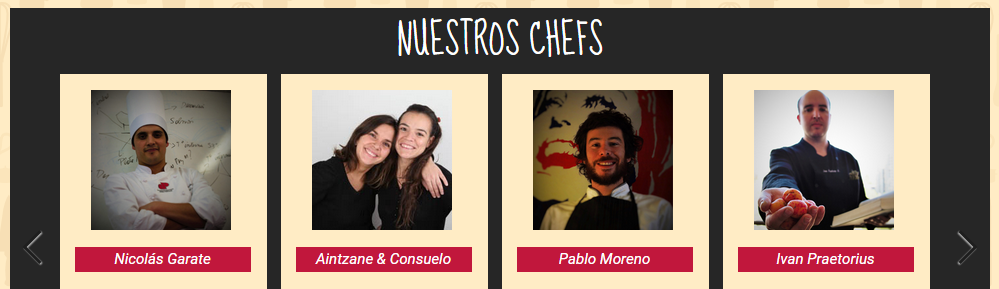 NUESTROS CHEFS
Nicolás Garate
Aintzane & Consuelo
Pablo Moreno
Ivan Praetorius